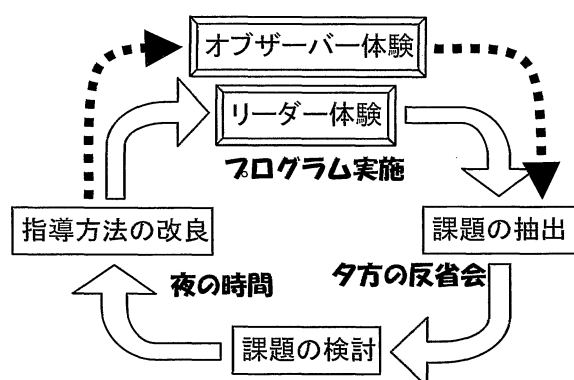 オブザーバー体験
リーダー体験
プログラム実施
指導方法の改良
課題の抽出
夜の時間
夕方の反省会
課題の検討